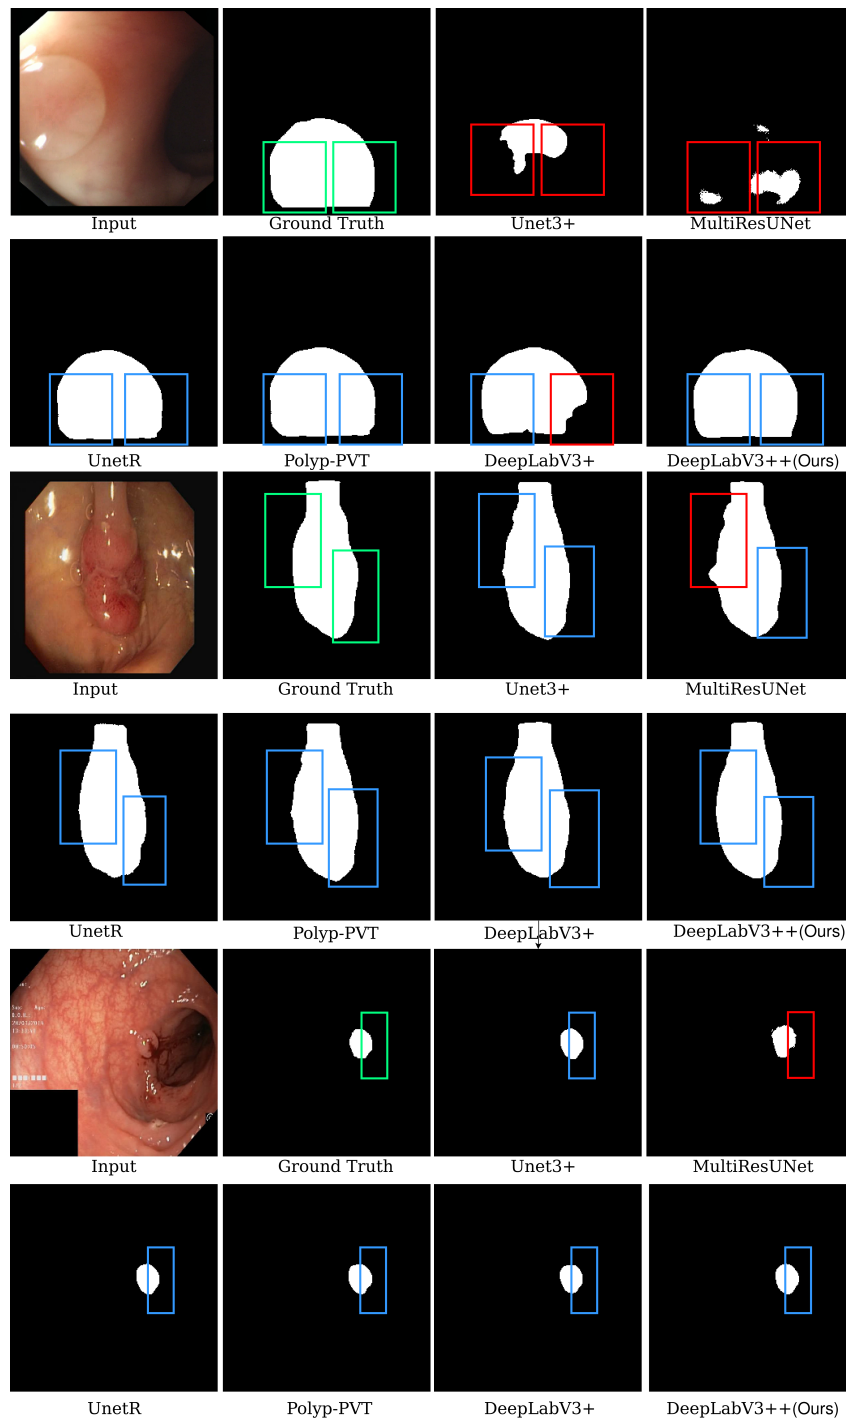 Input Ground Truth Unet3+ MultiResUNet
UnetR Polyp-PVT DeepLabV3+ DeepLabV3++(Ours)
Input Ground Truth Unet3+ MultiResUNet
UnetR Polyp-PVT DeepLabV3+ DeepLabV3++(Ours)
Input Ground Truth Unet3+ MultiResUNet
UnetR Polyp-PVT DeepLabV3+ DeepLabV3++(Ours)